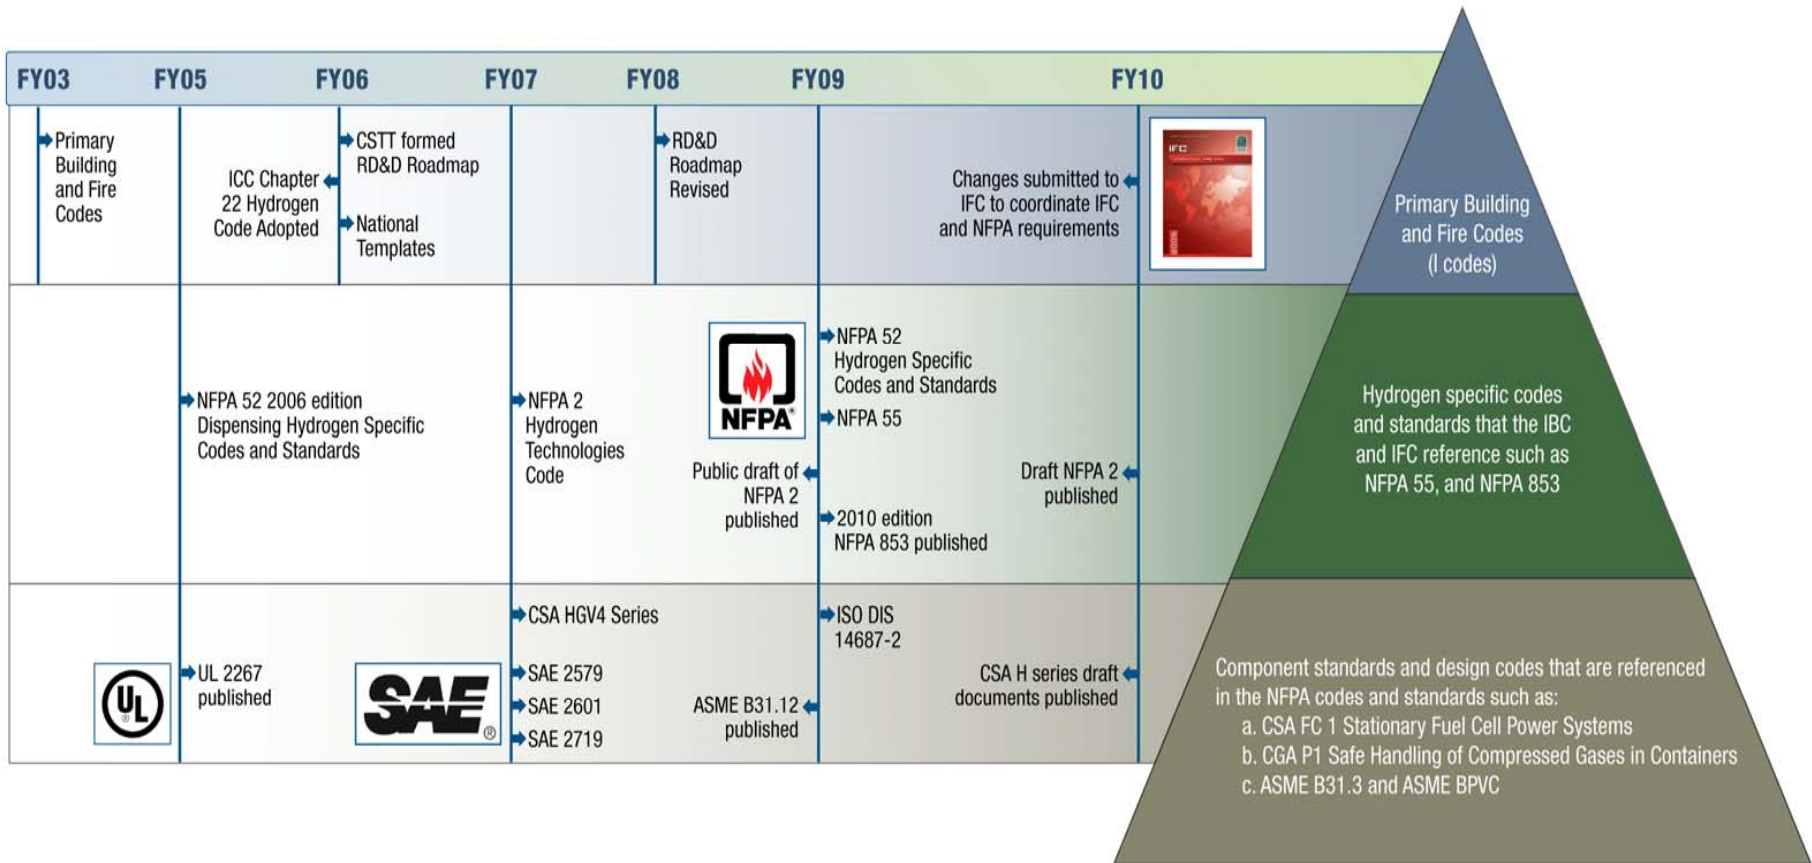 FY03
FY05
FY06
FY07
FY08
FY09
FY10
Primary
Building
and Fire
Codes
ICC Chapter
22 Hydrogen
Code Adopted
CSTT formed
RD&D Roadmap
National
Templates
RD&D
Roadmap
Revised
Changes submitted to
IFC to coordinate IFC
and NFPA requirements
IFC
Primary Building
and Fire Codes
(I codes)
NFPA 52 2006 edition
Dispensing Hydrogen Specific
Codes and Standards
NFPA 2
Hydrogen
Technologies
Code
NFPA®
NFPA 52
Hydrogen Specific
Codes and Standards
NFPA 55
Public draft of
NFPA 2
published
2010 edition
NFPA 853 published
Draft NFPA 2
published
Hydrogen specific codes
and standards that the IBC
and IFC reference such as
NFPA 55, and NFPA 853
UL®
UL 2267
published
SAE®
CSA HGV4 Series
SAE 2579
SAE 2601
SAE 2719
ASME B31.12
published
ISO DIS
14687-2
CSA H series draft
documents published
Component standards and design codes that are referenced
in the NFPA codes and standards such as:
a. CSA FC 1 Stationary Fuel Cell Power Systems
b. CGA P1 Safe Handling of Compressed Gases in Containers
c. ASME B31.3 and ASME BPVC